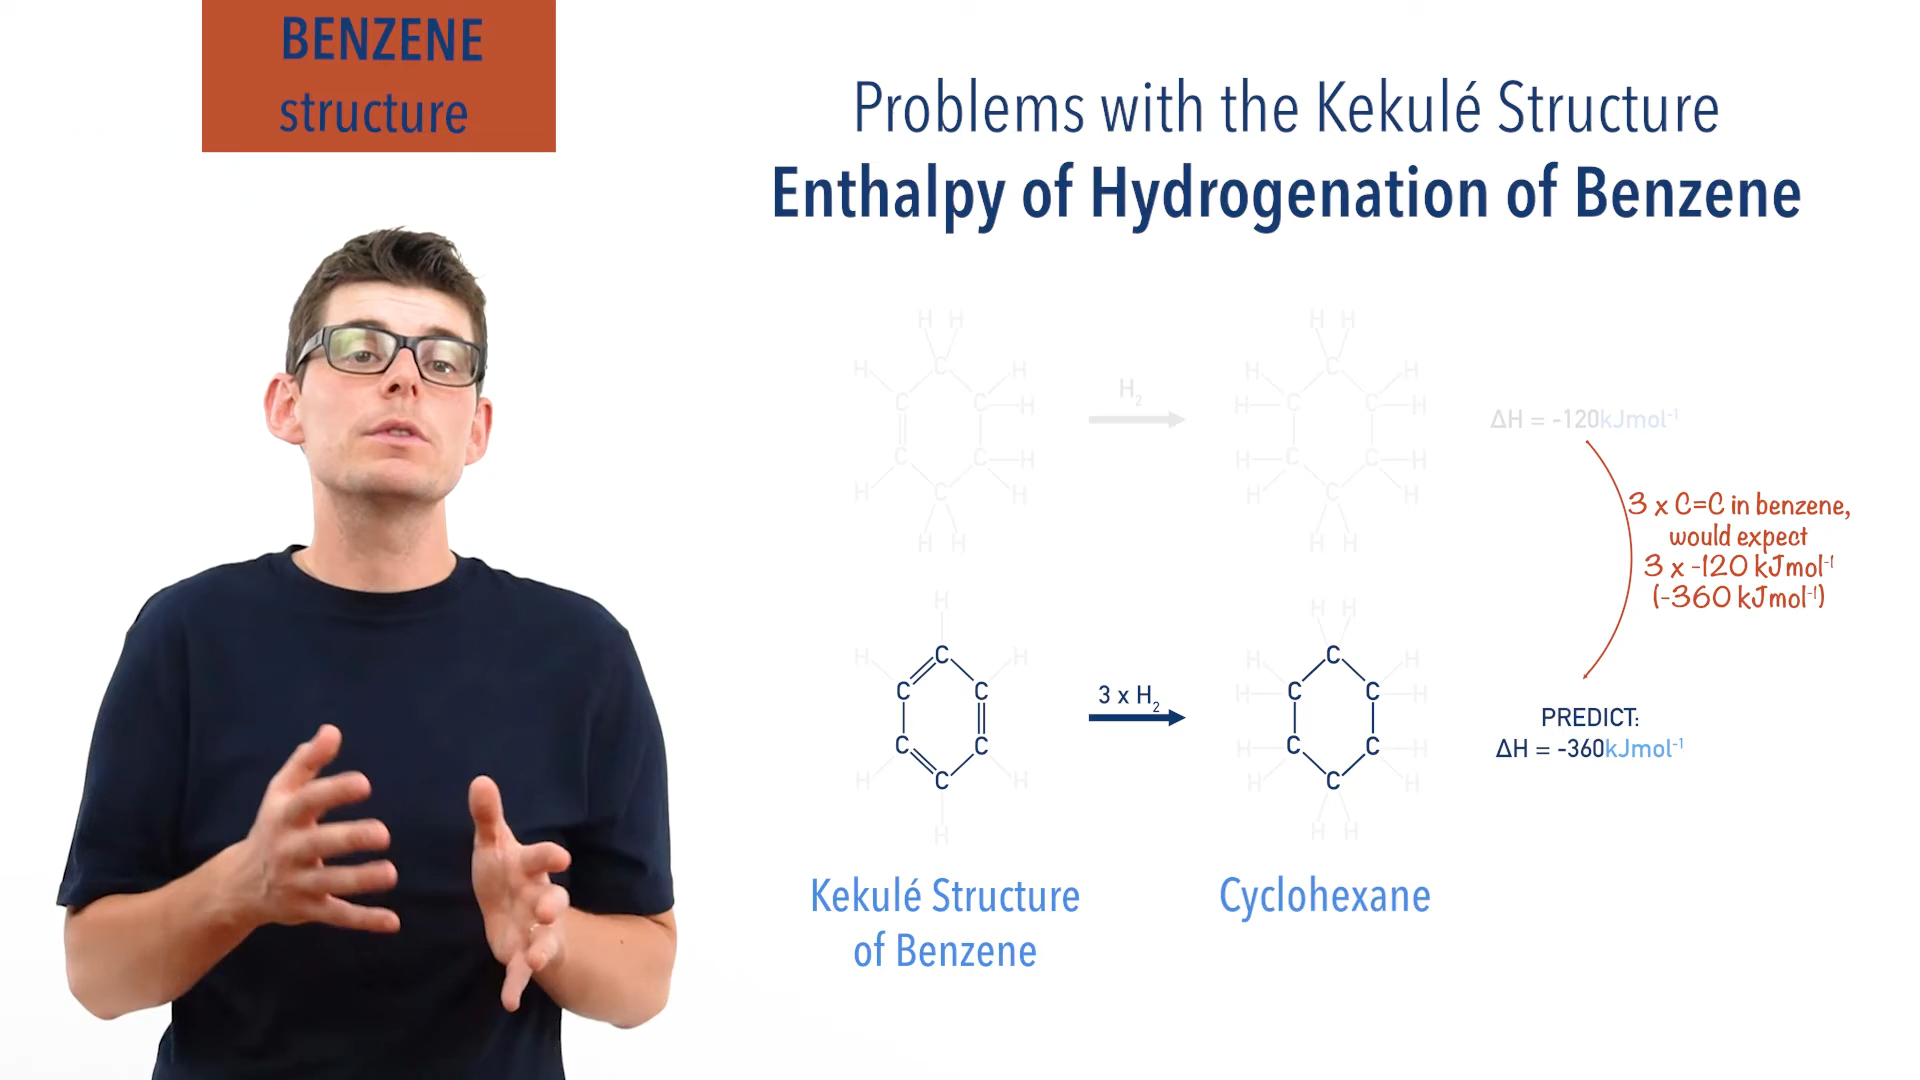 BENZENE
structure
Problems with the Kekulé Structure
Enthalpy of Hydrogenation of Benzene
H H
H H
H
H
H
H
C
C
H₂
C
C
C
H
C
H
H
C
C
H
ΔH = -120kJmol⁻¹
C
C
H
H
C
C
H
H
H
C
H
H
C
H
H H
H H
3 x C=C in benzene,
would expect
3 x -120 kJmol⁻¹
(-360 kJmol⁻¹)
H
H H
H
C
H
H
C
H
C
C
3 x H₂
H
C
C
H
PREDICT:
ΔH = -360kJmol⁻¹
C
C
H
C
C
H
H
C
H
H
C
H
H
H H
Kekulé Structure
of Benzene
Cyclohexane